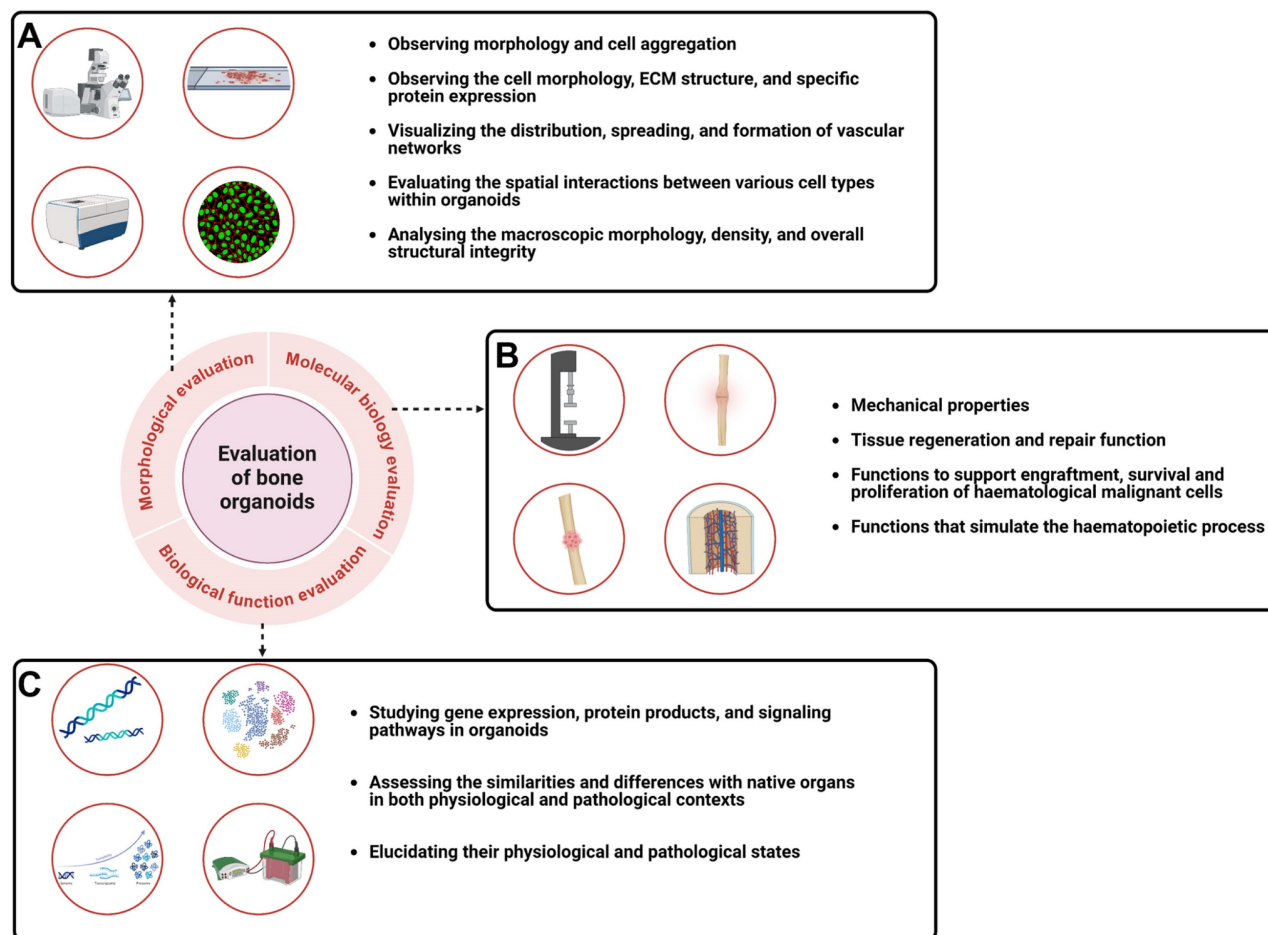 A
• Observing morphology and cell aggregation
• Observing the cell morphology, ECM structure, and specific
protein expression
• Visualizing the distribution, spreading, and formation of vascular
networks
• Evaluating the spatial interactions between various cell types
within organoids
• Analysing the macroscopic morphology, density, and overall
structural integrity
Morphological evaluation
Molecular biology evaluation
Biological function evaluation
Evaluation
of bone
organoids
B
• Mechanical properties
• Tissue regeneration and repair function
• Functions to support engraftment, survival and
proliferation of haematological malignant cells
• Functions that simulate the haematopoietic process
C
• Studying gene expression, protein products, and signaling
pathways in organoids
• Assessing the similarities and differences with native organs
in both physiological and pathological contexts
• Elucidating their physiological and pathological states